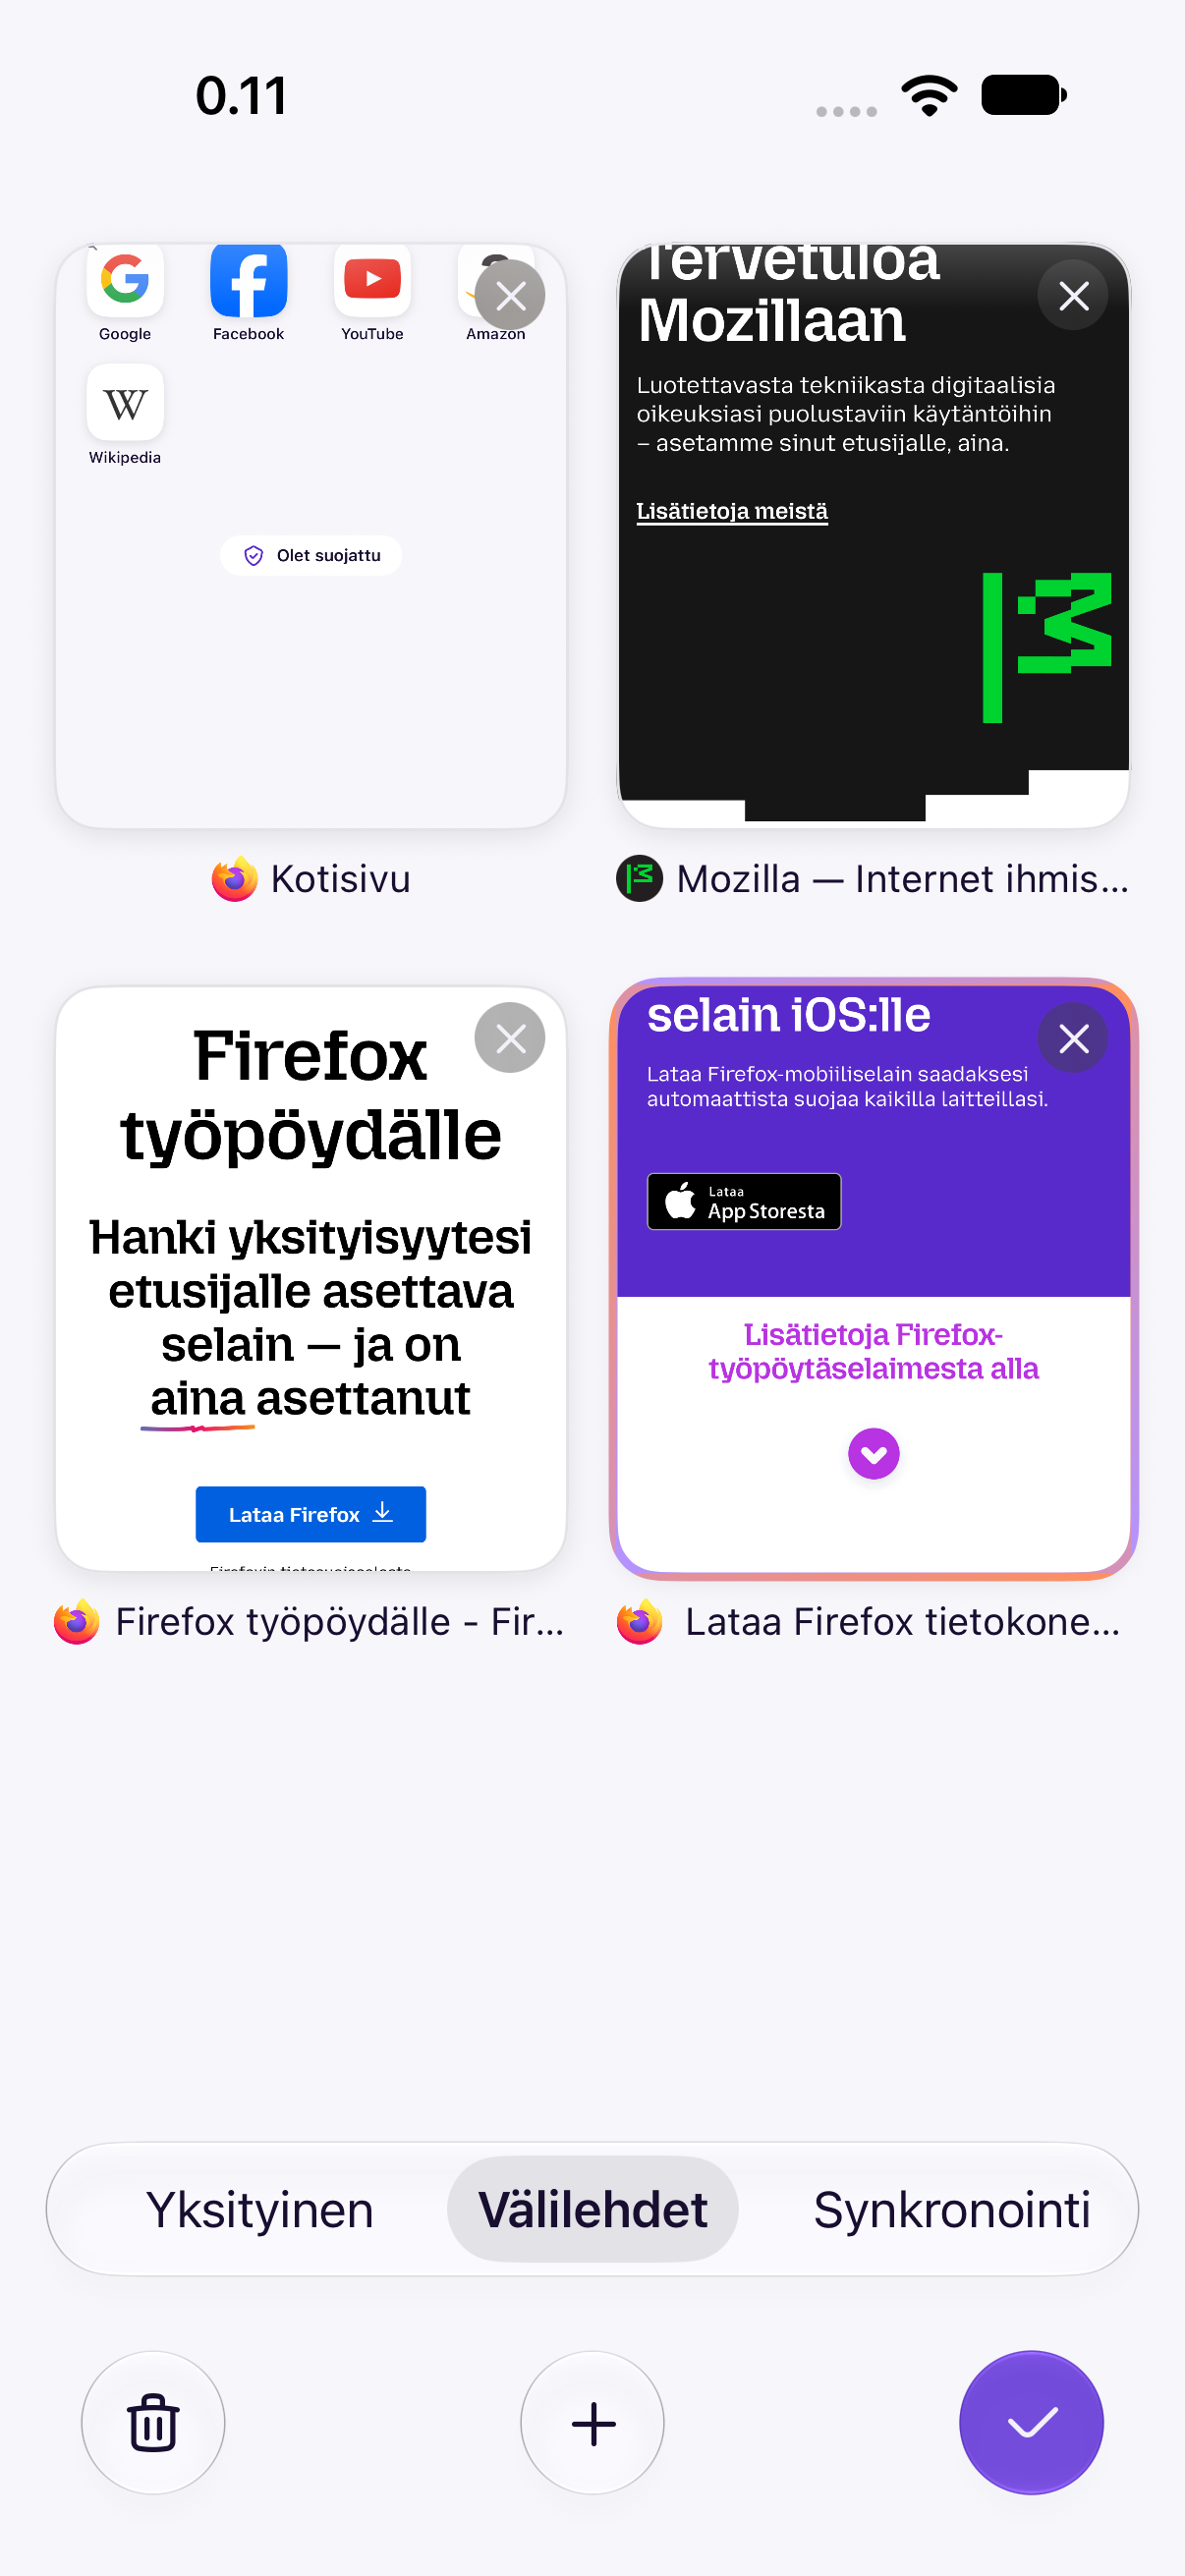 0.11
Google
Facebook
YouTube
Amazon
W
Wikipedia
Olet suojattu
Tervetuloa
Mozillaan
Luotettavasta tekniikasta digitaalisia
oikeuksiasi puolustaviin käytäntöihin
– asetamme sinut etusijalle, aina.
Lisätietoja meistä
Kotisivu
Mozilla — Internet ihmis...
Firefox
työpöydälle
Hanki yksityisyytesi
etusijalle asettava
selain — ja on
aina asettanut
Lataa Firefox
selain iOS:lle
Lataa Firefox-mobiiliselain saadaksesi
automaattista suojaa kaikilla laitteillasi.
Lataa
App Storesta
Lisätietoja Firefox-
työpöytäselaimesta alla
Firefox työpöydälle - Fir...
Lataa Firefox tietokone...
Yksityinen
Välilehdet
Synkronointi